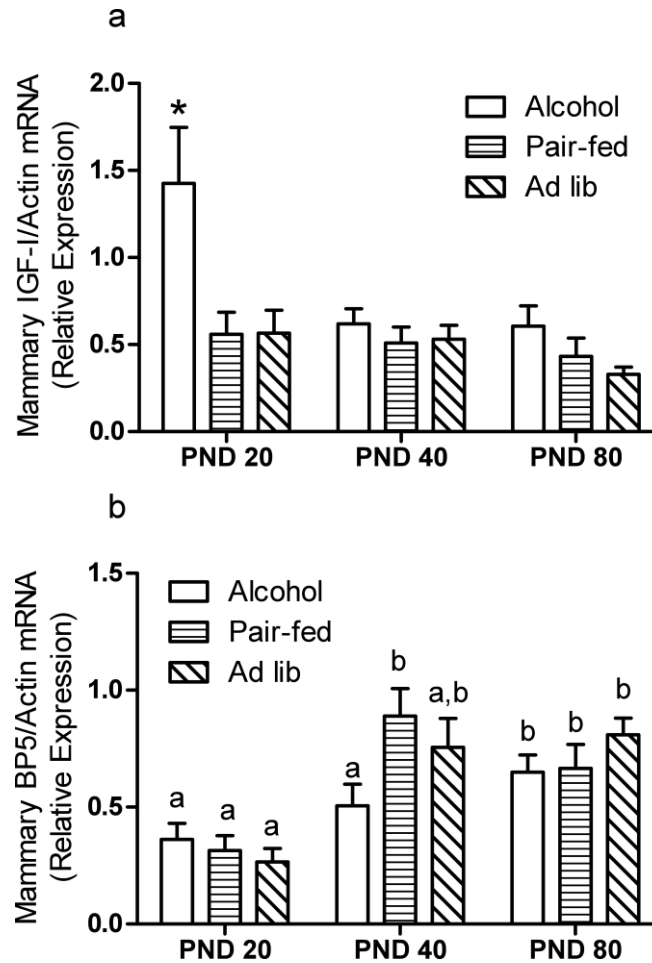 a
Mammary IGF-I/Actin mRNA
(Relative Expression)
2.0
1.5
1.0
0.5
0.0
*
Alcohol
Pair-fed
Ad lib
PND 20 PND 40 PND 80
b
Mammary BP5/Actin mRNA
(Relative Expression)
1.5
1.0
0.5
0.0
Alcohol
Pair-fed
Ad lib
a a a a b a,b b b b
PND 20 PND 40 PND 80